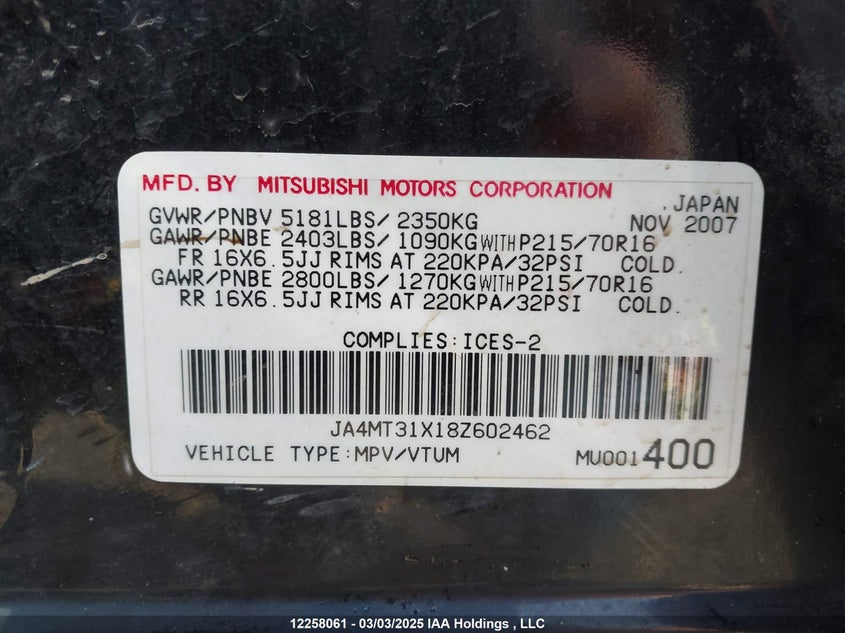 MFD. BY MITSUBISHI MOTORS CORPORATION
JAPAN
GVWR/PNBV 5181LBS/ 2350KG NOV 2007
GAWR/PNBE 2403LBS/ 1090KG WITH P215/70R16
FR 16X6.5JJ RIMS AT 220KPA/32PSI COLD.
GAWR/PNBE 2800LBS/ 1270KG WITH P215/70R16
RR 16X6.5JJ RIMS AT 220KPA/32PSI COLD.
COMPLIES:ICES-2
JA4MT31X18Z602462
VEHICLE TYPE:MPV/VTUM MU001400
12258061 - 03/03/2025 IAA Holdings , LLC